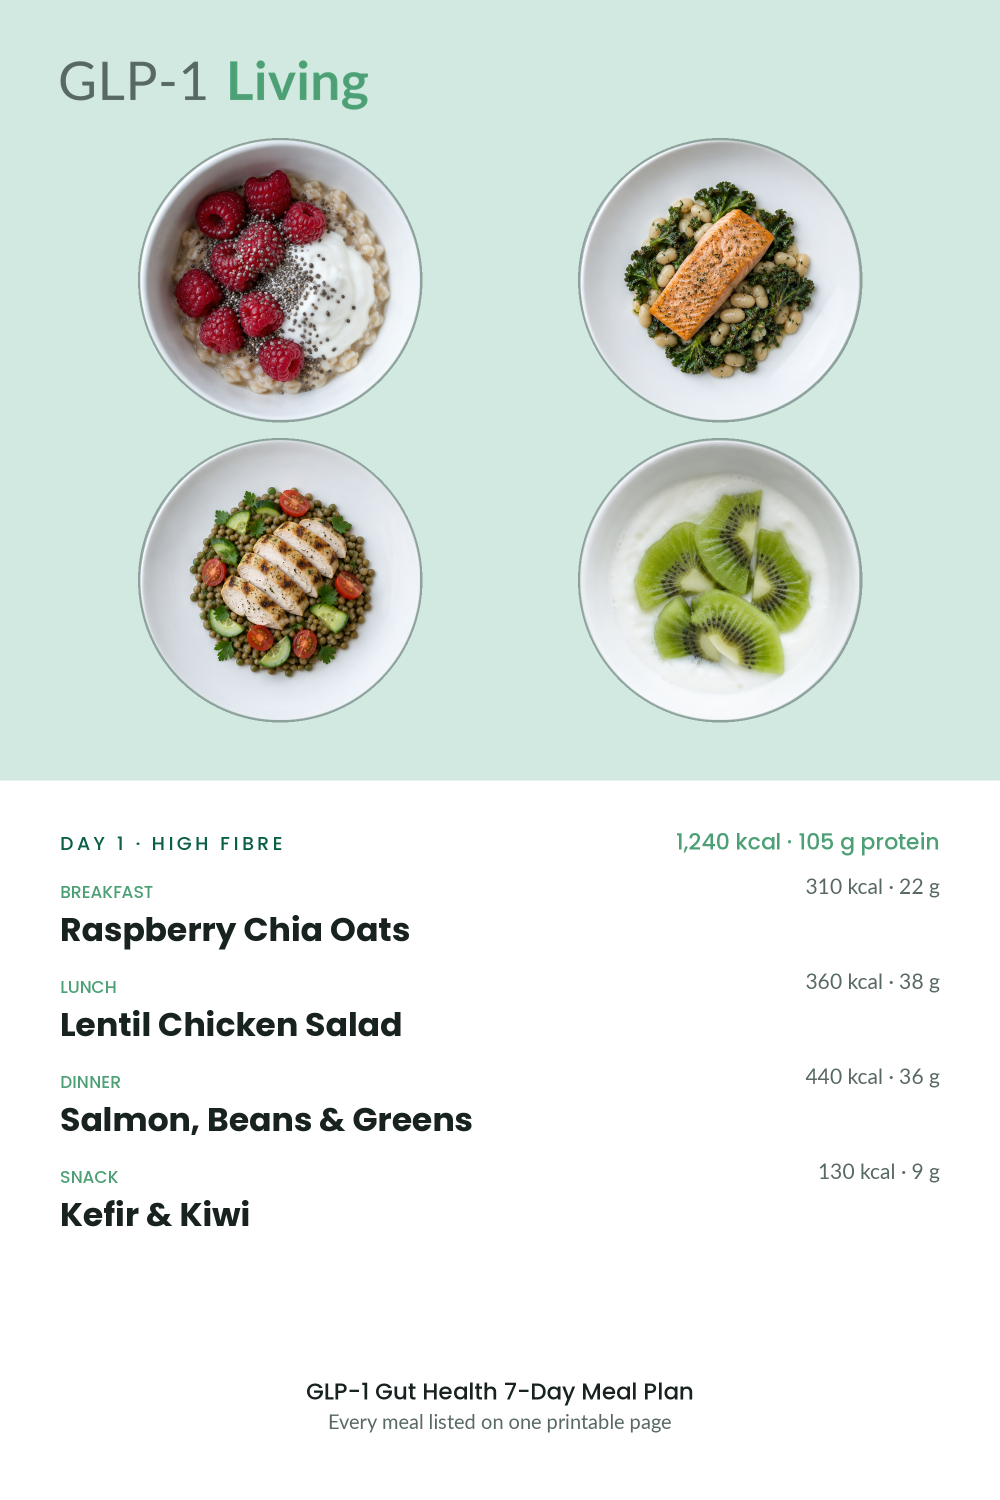 GLP-1 Living
DAY 1 · HIGH FIBRE
1,240 kcal · 105 g protein
BREAKFAST
310 kcal · 22 g
Raspberry Chia Oats
LUNCH
360 kcal · 38 g
Lentil Chicken Salad
DINNER
440 kcal · 36 g
Salmon, Beans & Greens
SNACK
130 kcal · 9 g
Kefir & Kiwi
GLP-1 Gut Health 7-Day Meal Plan
Every meal listed on one printable page